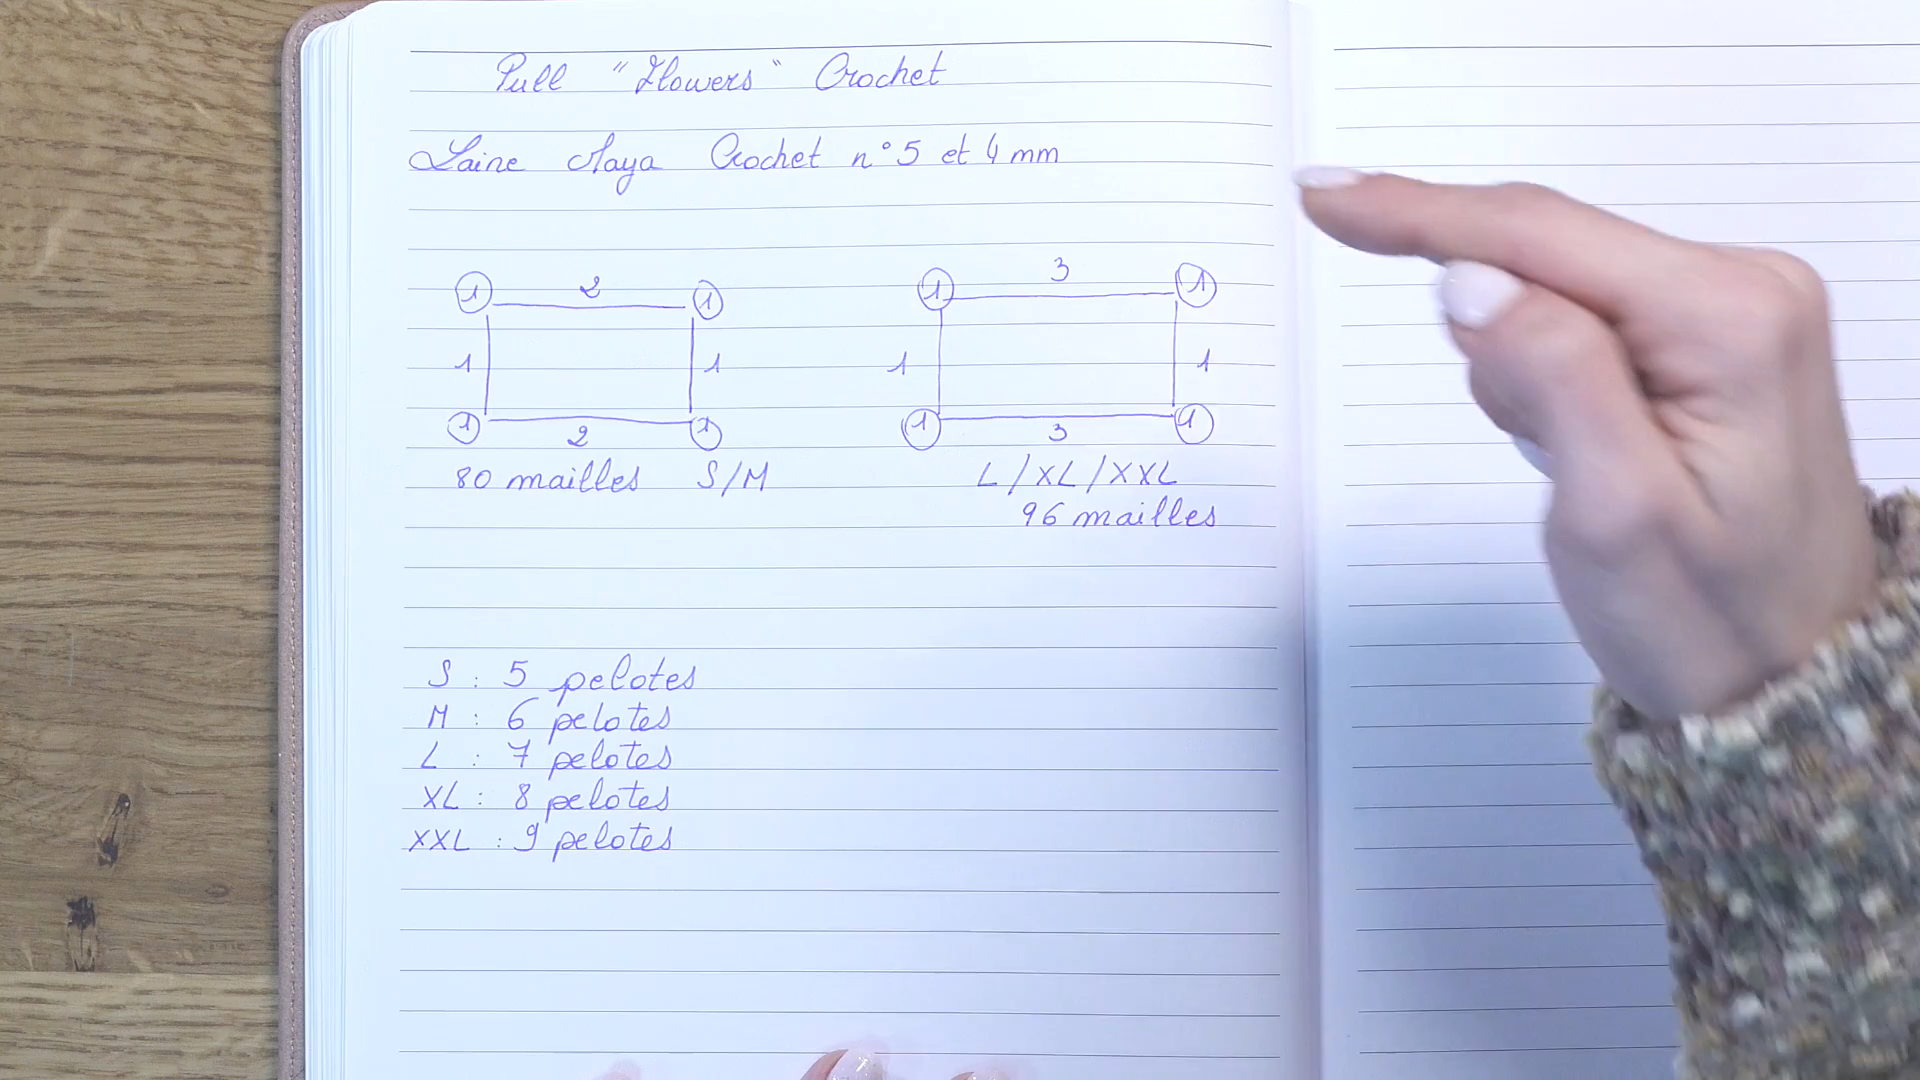 Pull "Flowers" Crochet
Laine Maya Crochet n°5 et 4 mm
1 2 1
1 1
1 2 1
80 mailles S/M
1 3 1
1 1
1 3 1
L/XL/XXL
96 mailles
S : 5 pelotes
M : 6 pelotes
L : 7 pelotes
XL : 8 pelotes
XXL : 9 pelotes